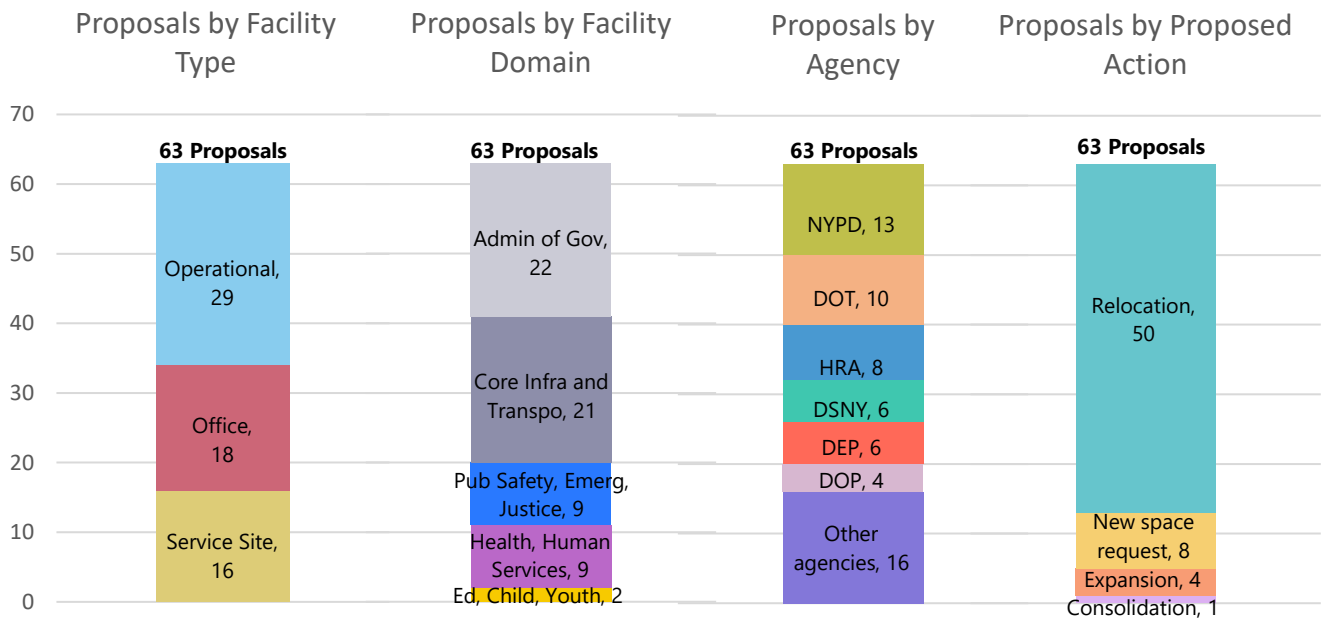 Proposals by Facility
Type
Proposals by Facility
Domain
Proposals by
Agency
Proposals by Proposed
Action
70
60
50
40
30
20
10
0
63 Proposals
Operational,
29
Office,
18
Service Site,
16
63 Proposals
Admin of Gov,
22
Core Infra and
Transpo, 21
Pub Safety, Emerg,
Justice, 9
Health, Human
Services, 9
Ed, Child, Youth, 2
63 Proposals
NYPD, 13
DOT, 10
HRA, 8
DSNY, 6
DEP, 6
DOP, 4
Other
agencies, 16
63 Proposals
Relocation,
50
New space
request, 8
Expansion, 4
Consolidation, 1